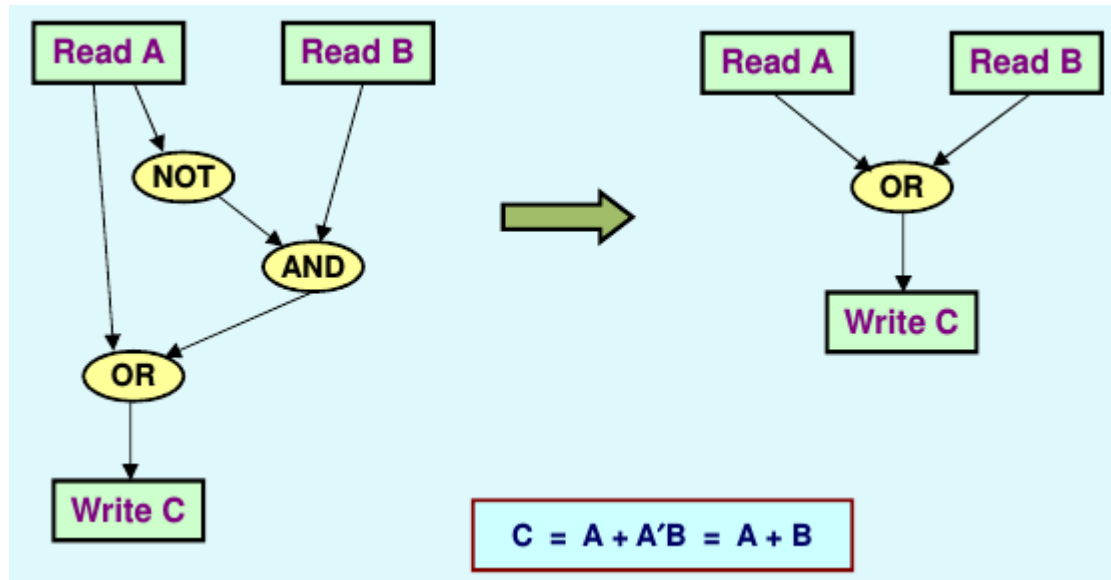 Read A
Read B
NOT
AND
OR
Write C
Read A
Read B
OR
Write C
C = A + A′B = A + B